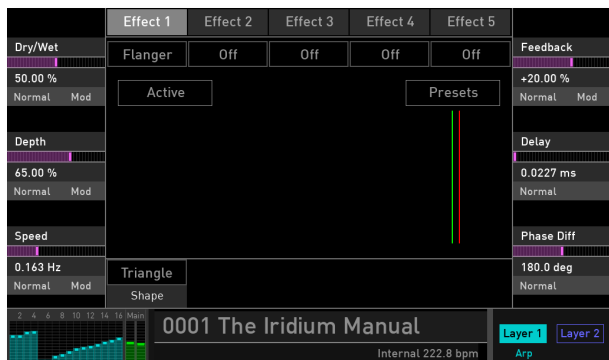 Effect 1 Effect 2 Effect 3 Effect 4 Effect 5
Dry/Wet
50.00 %
Normal Mod
Depth
65.00 %
Normal Mod
Speed
0.163 Hz
Normal Mod
Flanger Off Off Off Off
Active Presets
Triangle
Shape
Feedback
+20.00 %
Normal Mod
Delay
0.0227 ms
Normal
Phase Diff
180.0 deg
Normal
2 4 6 8 10 12 14 16 Main
0001 The Iridium Manual
Internal 222.8 bpm
Layer 1 Layer 2
Arp